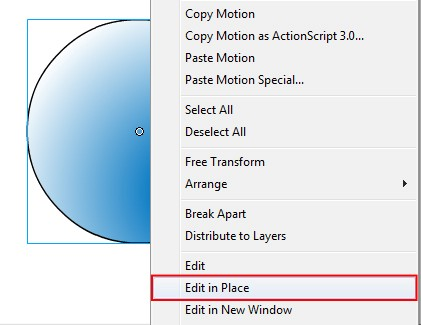 Copy Motion
Copy Motion as ActionScript 3.0...
Paste Motion
Paste Motion Special...
Select All
Deselect All
Free Transform
Arrange
Break Apart
Distribute to Layers
Edit
Edit in Place
Edit in New Window